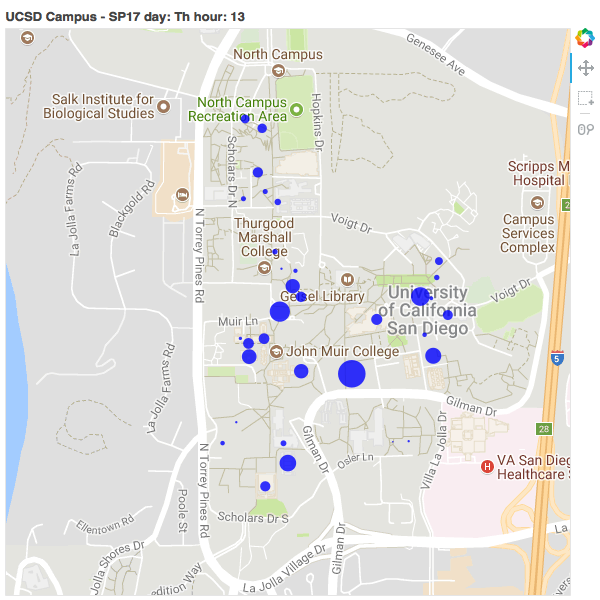 UCSD Campus - SP17 day: Th hour: 13
Genesee Ave
North Campus
Salk Institute for
Biological Studies
North Campus
Recreation Area
Hopkins Dr
Scholars Dr N
Scripps M
Hospital
La Jolla Farms Rd
Blackgold Rd
2
Campus
Services
Complex
N Torrey Pines Rd
Voigt Dr
Thurgood
Marshall
College
Voigt Dr
Geisel Library
University
of California
San Diego
Muir Ln
John Muir College
La Jolla Farms Rd
5
Gilman Dr
28
N Torrey Pines Rd
Gilman Dr
Osler Ln
Villa La Jolla Dr
H
VA San Dieg
Healthcare
Poole St
Ellentown Rd
Scholars Dr S
Gilman Dr
La
La Jolla Shores Dr
edition Way
La Jolla Village Dr